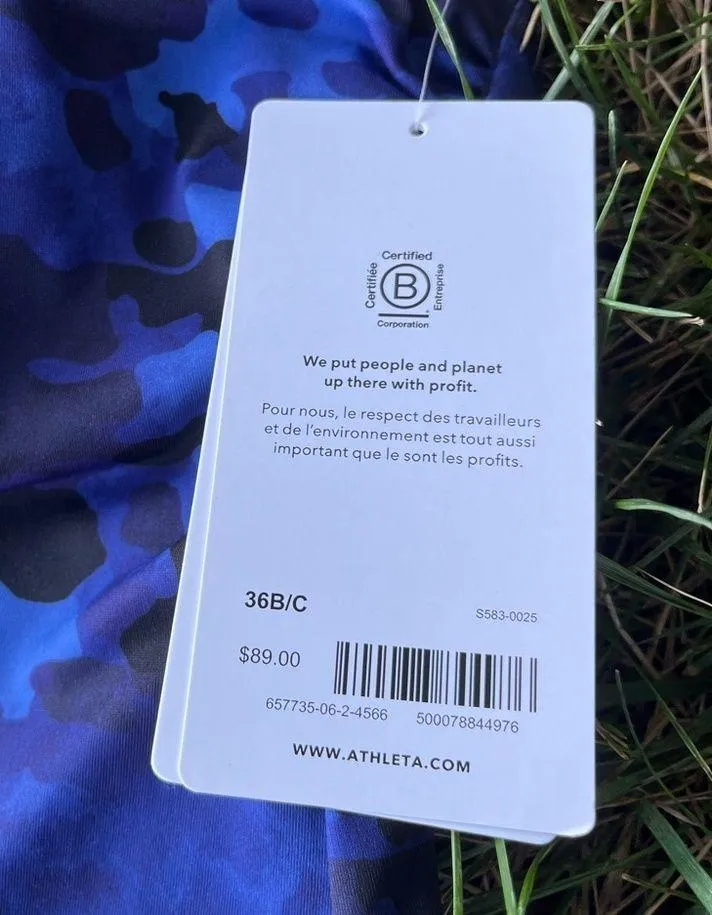 Certified
Certifiée
B
Entreprise
Corporation
We put people and planet
up there with profit.
Pour nous, le respect des travailleurs
et de l'environnement est tout aussi
important que le sont les profits.
36B/C
S583-0025
$89.00
657735-06-2-4566 500078844976
WWW.ATHLETA.COM